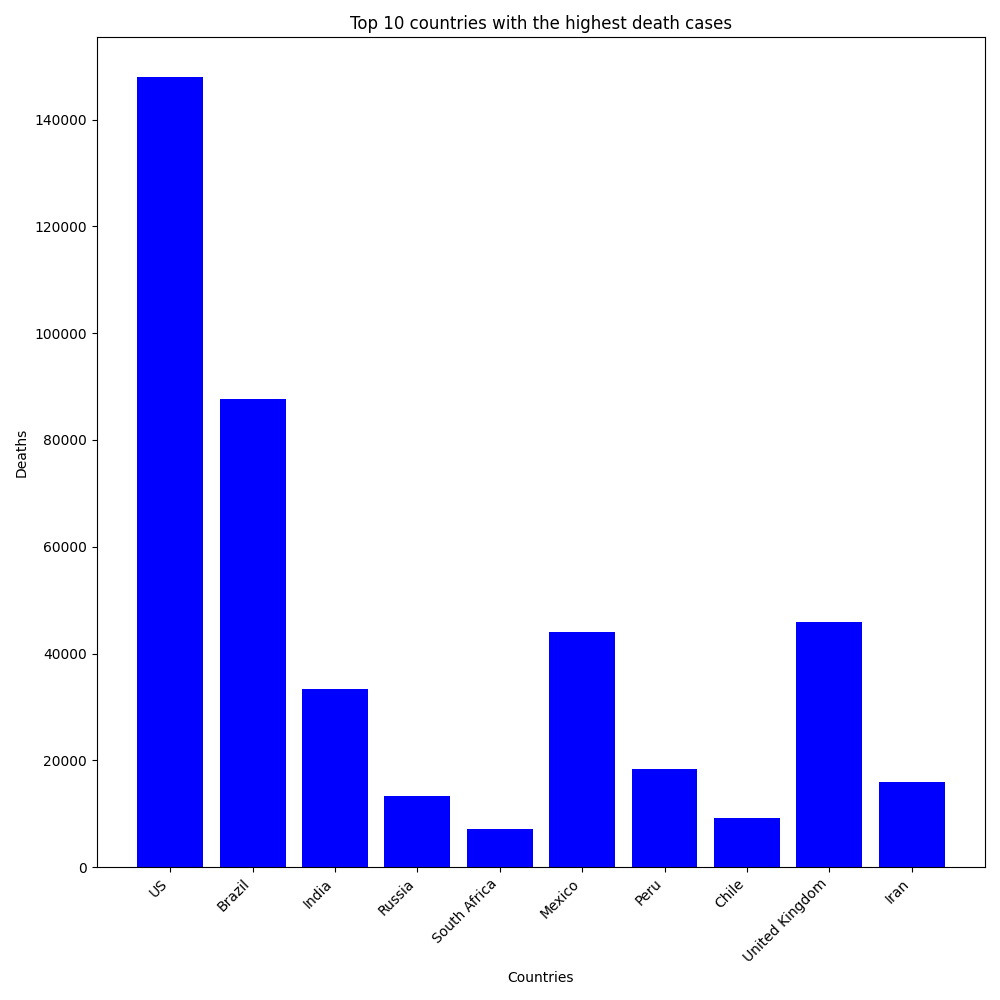 Top 10 countries with the highest death cases
140000
120000
100000
80000
60000
40000
20000
0
Deaths
US
Brazil
India
Russia
South Africa
Mexico
Peru
Chile
United Kingdom
Iran
Countries